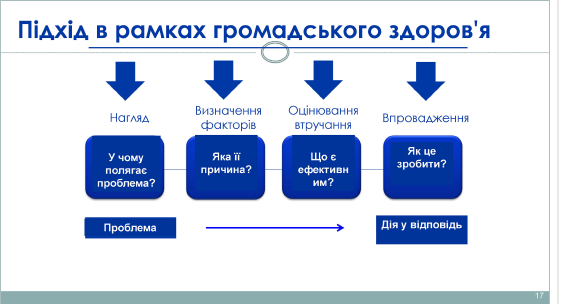 Підхід в рамках громадського здоров'я
Нагляд
Визначення
факторів
Оцінювання
втручання
Впровадження
У чому
полягає
проблема?
Яка її
причина?
Що є
ефективн
им?
Як це
зробити?
Проблема
Дія у відповідь
17